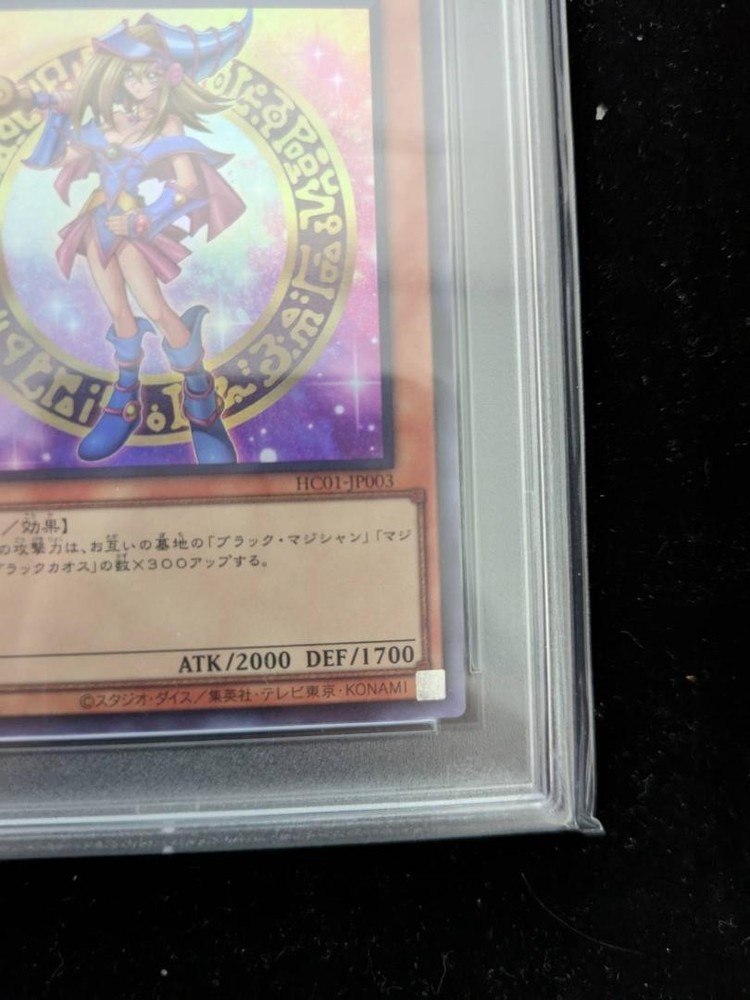 HC01-JP003
／効果】
の攻撃力は、お互いの墓地の「ブラック・マジシャン」「マジ
ブラックカオス」の数×300アップする。
ATK/2000 DEF/1700
©スタジオ・ダイス／集英社・テレビ東京・KONAMI